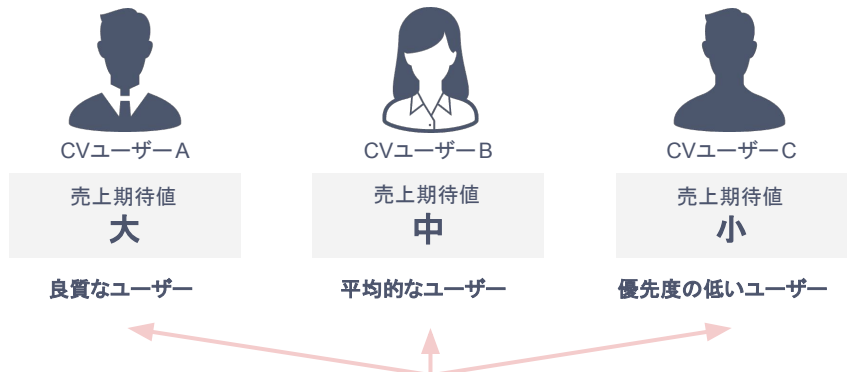 CVユーザーA
CVユーザーB
CVユーザーC
売上期待値
大
売上期待値
中
売上期待値
小
良質なユーザー
平均的なユーザー
優先度の低いユーザー